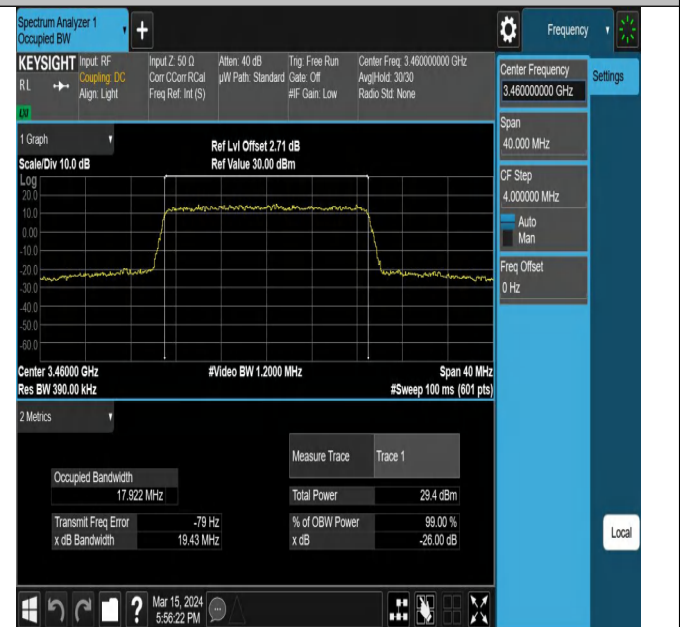 Spectrum Analyzer 1
Occupied BW
Frequency
KEYSIGHT
R L
Input: RF
Coupling: DC
Align: Light
Input Z: 50 Ω
Corr CCorr RCal
Freq Ref: Int (S)
Atten: 40 dB
µW Path: Standard
Trig: Free Run
Gate: Off
#IF Gain: Low
Center Freq: 3.460000000 GHz
Avg|Hold: 30/30
Radio Std: None
Center Frequency
3.460000000 GHz
Settings
Span
40.000 MHz
CF Step
4.000000 MHz
Auto
Man
Freq Offset
0 Hz
1 Graph
Scale/Div 10.0 dB
Ref Lvl Offset 2.71 dB
Ref Value 30.00 dBm
Log
20.0
10.0
0.00
-10.0
-20.0
-30.0
-40.0
-50.0
-60.0
Center 3.46000 GHz
#Video BW 1.2000 MHz
Span 40 MHz
Res BW 390.00 kHz
#Sweep 100 ms (601 pts)
2 Metrics
Measure Trace
Trace 1
Occupied Bandwidth
17.922 MHz
Total Power
29.4 dBm
Transmit Freq Error
-79 Hz
% of OBW Power
99.00 %
x dB Bandwidth
19.43 MHz
x dB
-26.00 dB
Local
Mar 15, 2024
5:56:22 PM